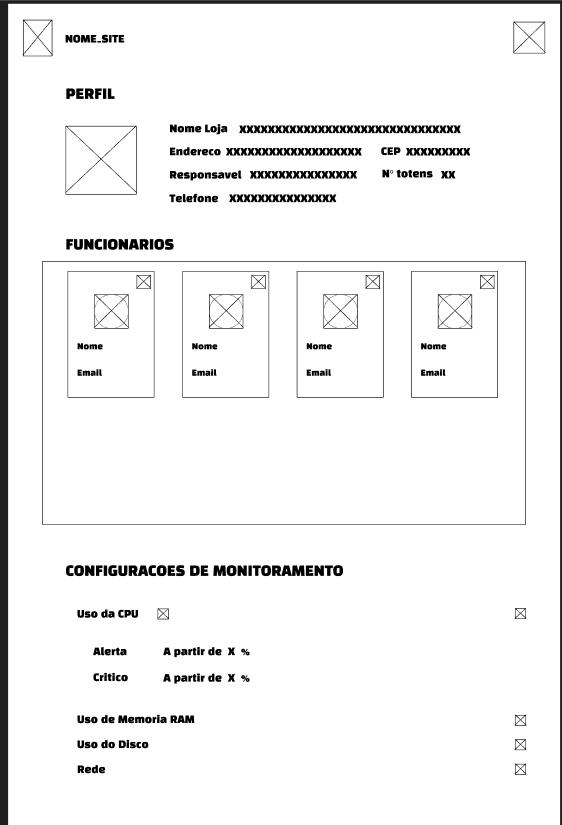 NOME_SITE
PERFIL
Nome Loja XXXXXXXXXXXXXXXXXXXXXXXXXXXXXXX
Endereco XXXXXXXXXXXXXXXXXXX CEP XXXXXXXXX
Responsavel XXXXXXXXXXXXXXX N° totens XX
Telefone XXXXXXXXXXXXXXX
FUNCIONARIOS
Nome Nome Nome Nome
Email Email Email Email
CONFIGURACOES DE MONITORAMENTO
Uso da CPU
Alerta A partir de X %
Critico A partir de X %
Uso de Memoria RAM
Uso do Disco
Rede